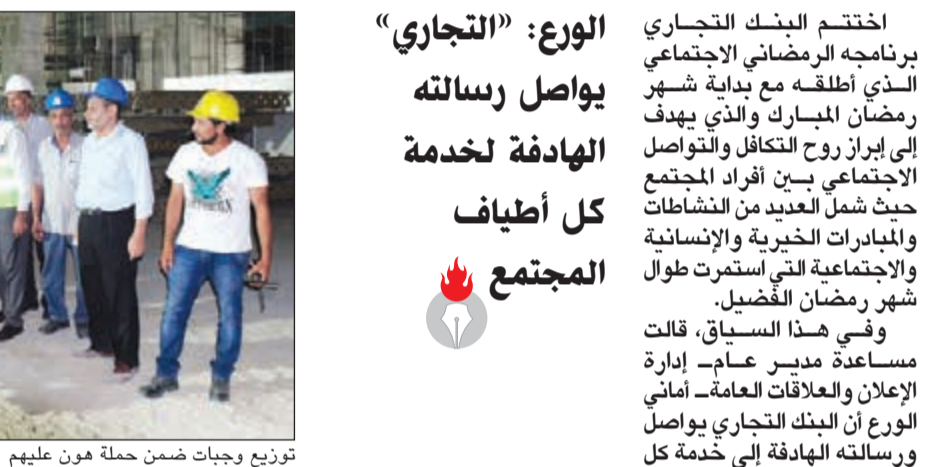 اختتم البنك التجاري
برنامجه الرمضاني الاجتماعي
الذي أطلقه مع بداية شهر
رمضان المبارك والذي يهدف
إلى إبراز روح التكافل والتواصل
الاجتماعي بين أفراد المجتمع
حيث شمل العديد من النشاطات
والمبادرات الخيرية والإنسانية
والاجتماعية التي استمرت طوال
شهر رمضان الفضيل.
وفي هذا السياق، قالت
مساعدة مدير عام- إدارة
الإعلان والعلاقات العامة- أماني
الورع أن البنك التجاري يواصل
ورسالته الهادفة إلى خدمة كل
الورع: «التجاري»
يواصل رسالته
الهادفة لخدمة
كل أطياف
المجتمع
توزيع وجبات ضمن حملة هون عليهم